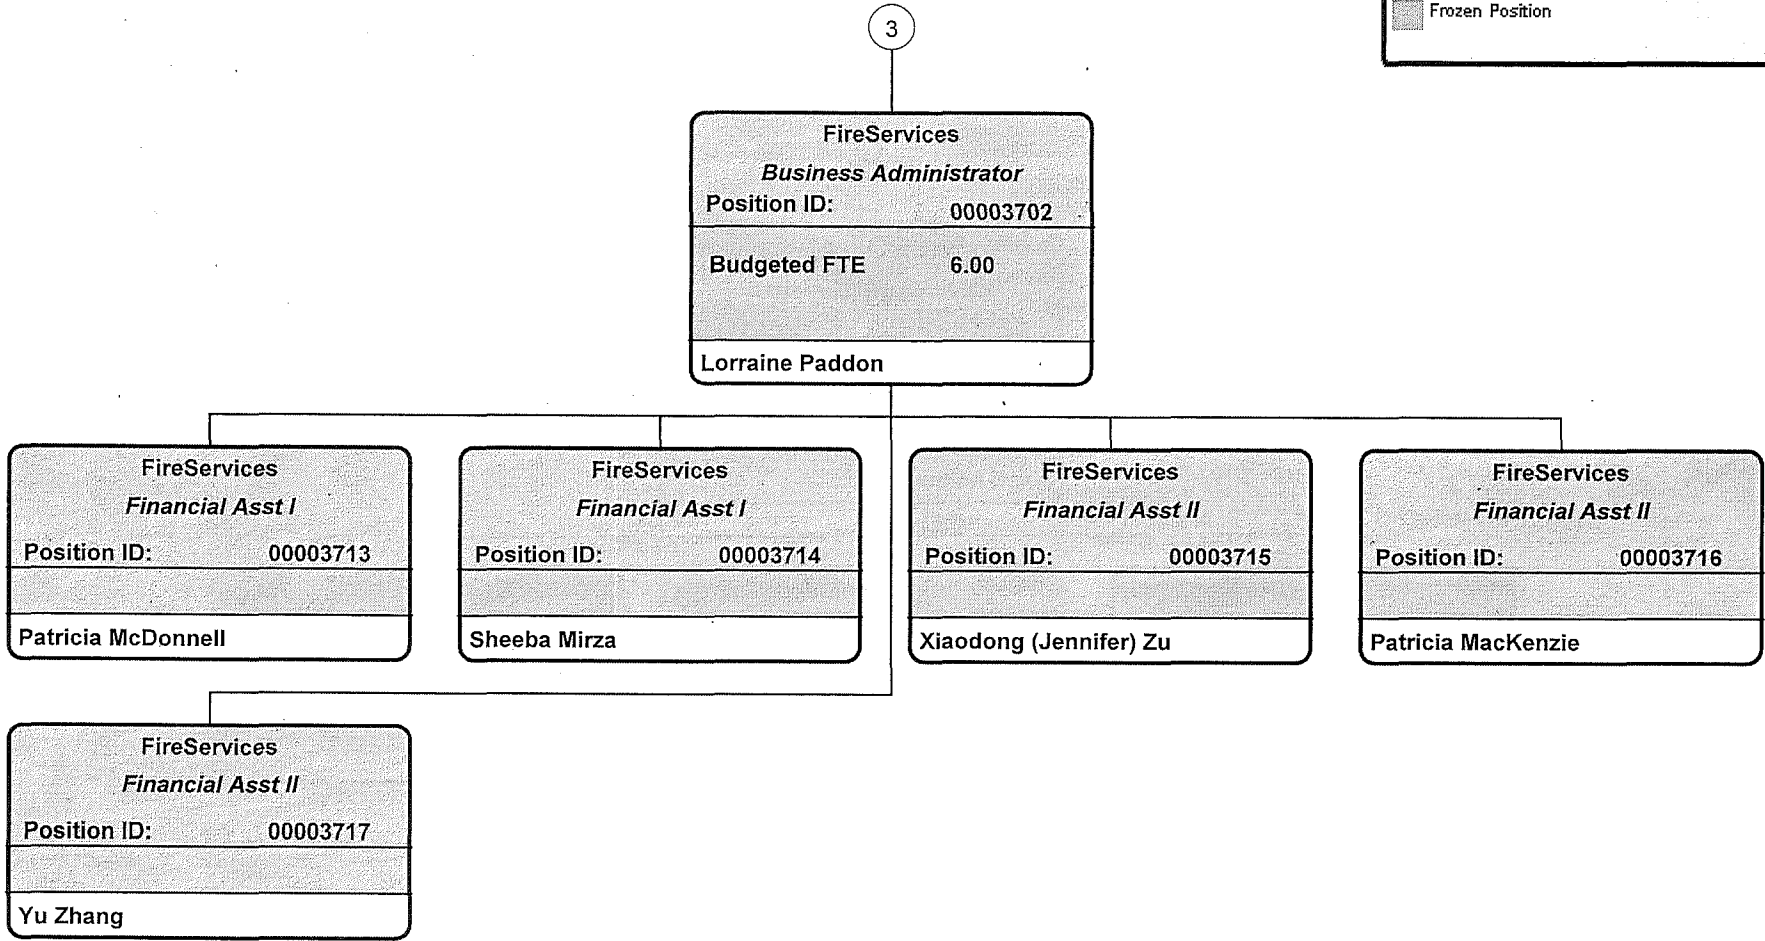 Frozen Position
3
FireServices
Business Administrator
Position ID: 00003702
Budgeted FTE 6.00
Lorraine Paddon
FireServices
Financial Asst I
Position ID: 00003713
Patricia McDonnell
FireServices
Financial Asst I
Position ID: 00003714
Sheeba Mirza
FireServices
Financial Asst II
Position ID: 00003715
Xiaodong (Jennifer) Zu
FireServices
Financial Asst II
Position ID: 00003716
Patricia MacKenzie
FireServices
Financial Asst II
Position ID: 00003717
Yu Zhang